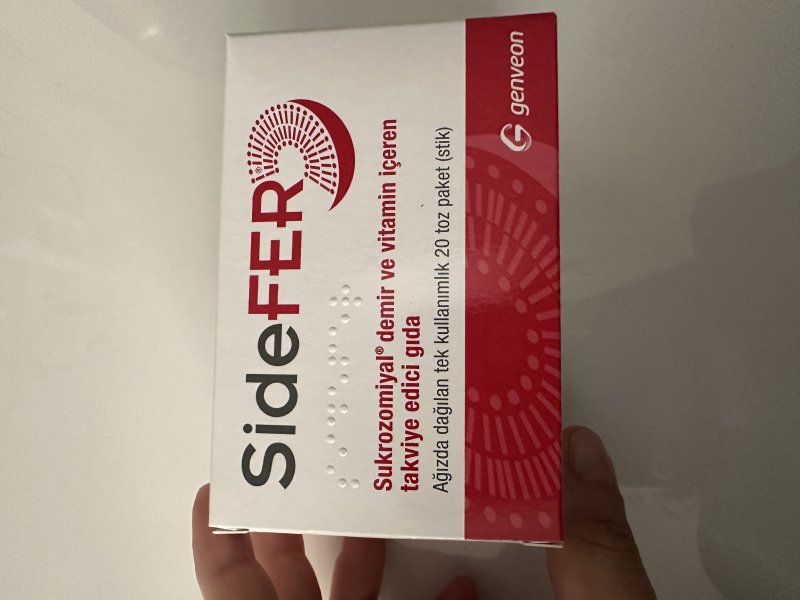 SideFER®
Sukrozomiyal® demir ve vitamin içeren
takviye edici gıda
Ağızda dağılan tek kullanımlık 20 toz paket (stik)
genveon